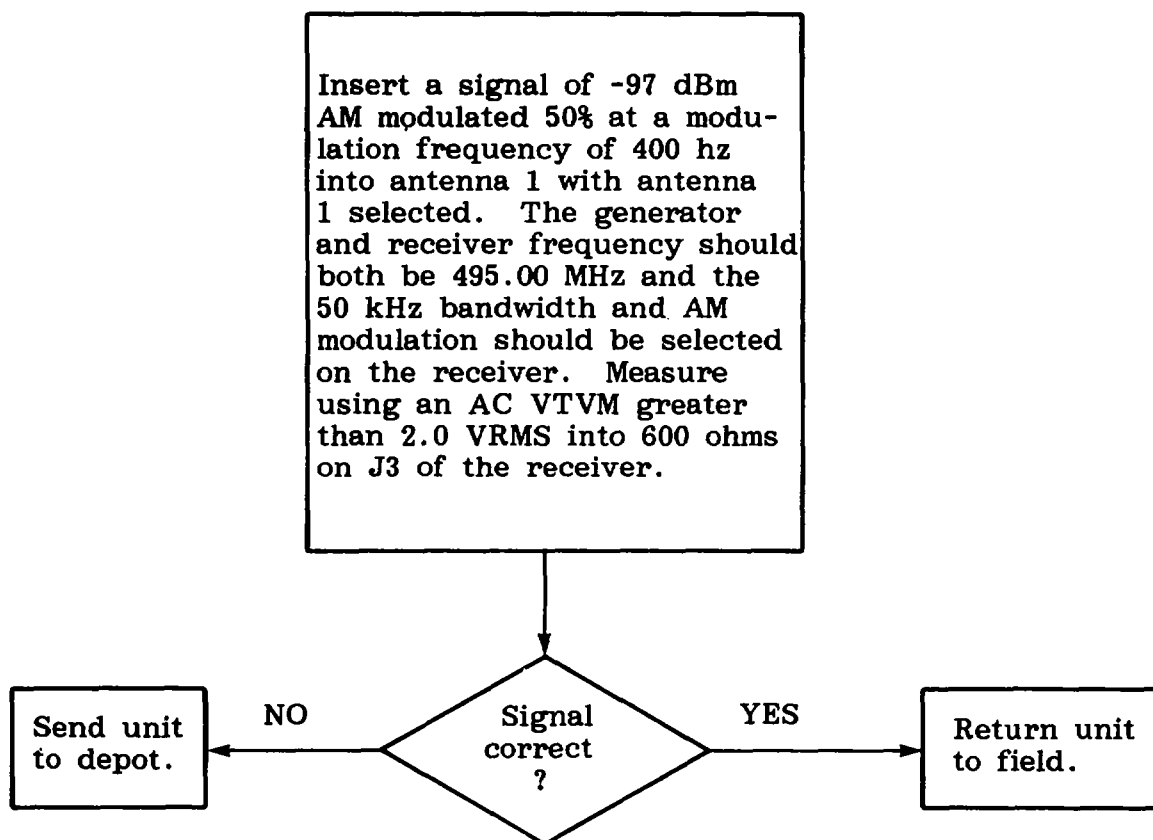 Insert a signal of -97 dBm
AM modulated 50% at a modu-
lation frequency of 400 hz
into antenna 1 with antenna
1 selected. The generator
and receiver frequency should
both be 495.00 MHz and the
50 kHz bandwidth and AM
modulation should be selected
on the receiver. Measure
using an AC VTVM greater
than 2.0 VRMS into 600 ohms
on J3 of the receiver.
Send unit
to depot.
NO
Signal
correct
?
YES
Return unit
to field.